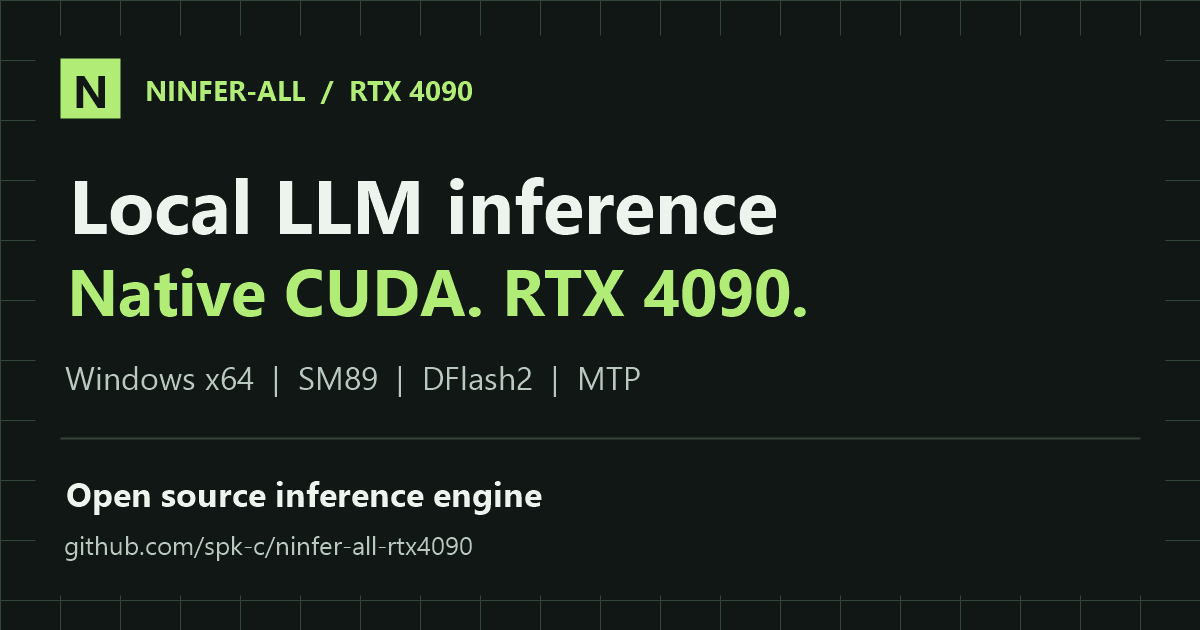 N
NINFER-ALL / RTX 4090
Local LLM inference
Native CUDA. RTX 4090.
Windows x64 | SM89 | DFlash2 | MTP
Open source inference engine
github.com/spk-c/ninfer-all-rtx4090